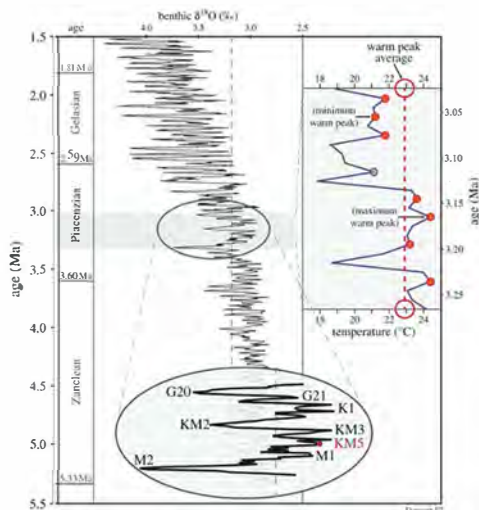 age
benthic δ¹⁸O (‰)
4.0 3.5 3.0 2.5
1.5
2.0
2.5
3.0
3.5
4.0
4.5
5.0
5.5
age (Ma)
1.81 Ma
Gelasian
2.59 Ma
Piacenzian
3.60 Ma
Zanclean
5.33 Ma
warm peak
average
18 20 22 24
(minimum
warm peak)
(maximum
warm peak)
3.05
3.10
3.15
3.20
3.25
age (Ma)
18 20 22 24
temperature (°C)
G20
G21
K1
KM2
KM3
KM5
M2
M1